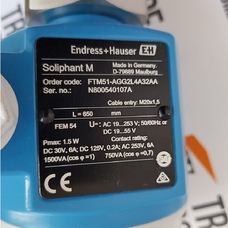 Endress+Hauser EH
Soliphant M
Made in Germany
D-79689 Maulburg
Order code: FTM51-AGG2L4A32AA
Ser. no.: N800540107A
Cable entry: M20x1,5
L = 650 mm
FEM 54
U~: AC 19...253 V; 50/60Hz or
DC 19...55 V
Pmax: 1.5 W
Contact rating:
DC 30V, 6A; DC 125V, 0.2A; AC 253V, 6A
1500VA (cos φ =1) 750VA (cos φ =0,7)